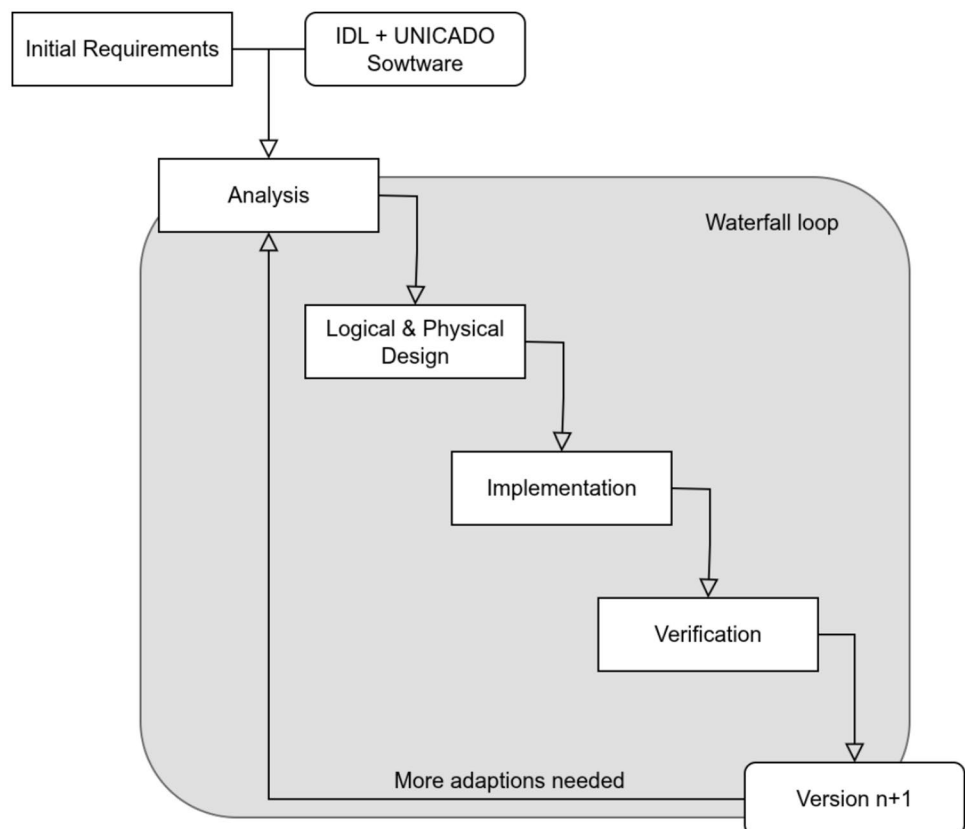 Initial Requirements
IDL + UNICADO
Sowtware
Analysis
Waterfall loop
Logical & Physical
Design
Implementation
Verification
More adaptions needed
Version n+1